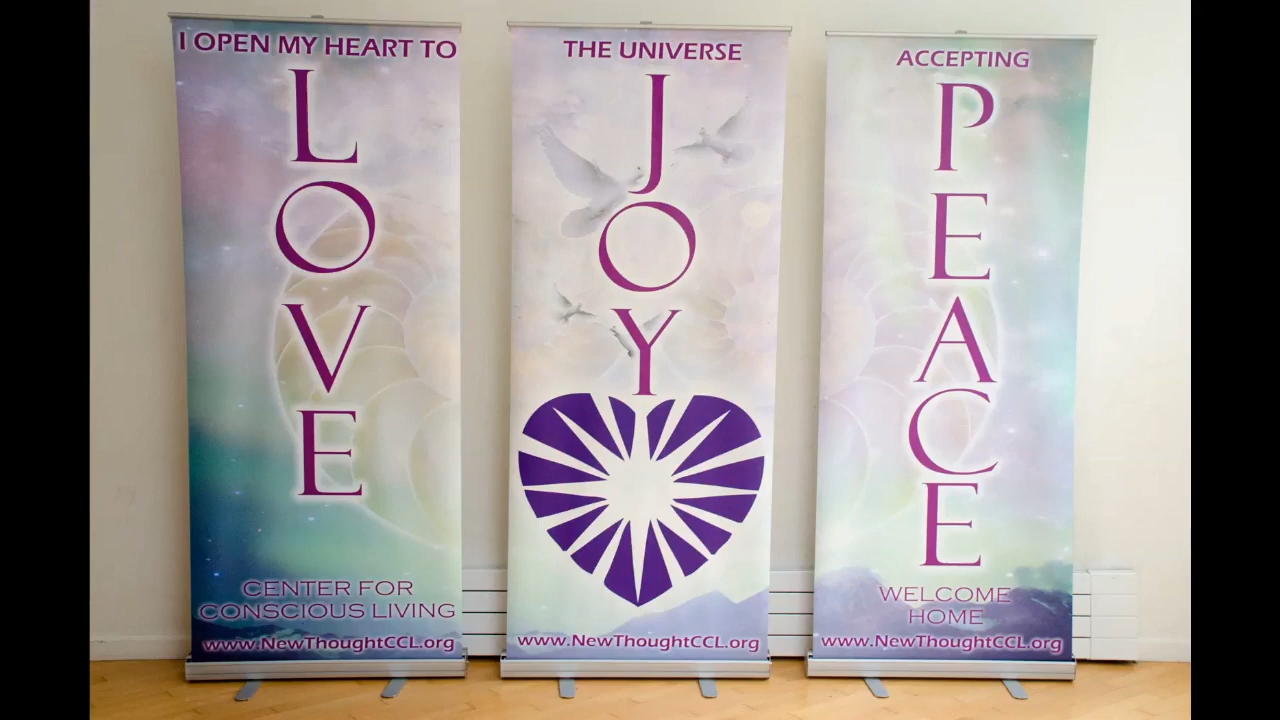 I OPEN MY HEART TO
LOVE
CENTER FOR
CONSCIOUS LIVING
www.NewThoughtCCL.org
THE UNIVERSE
JOY
www.NewThoughtCCL.org
ACCEPTING
PEACE
WELCOME
HOME
www.NewThoughtCCL.org